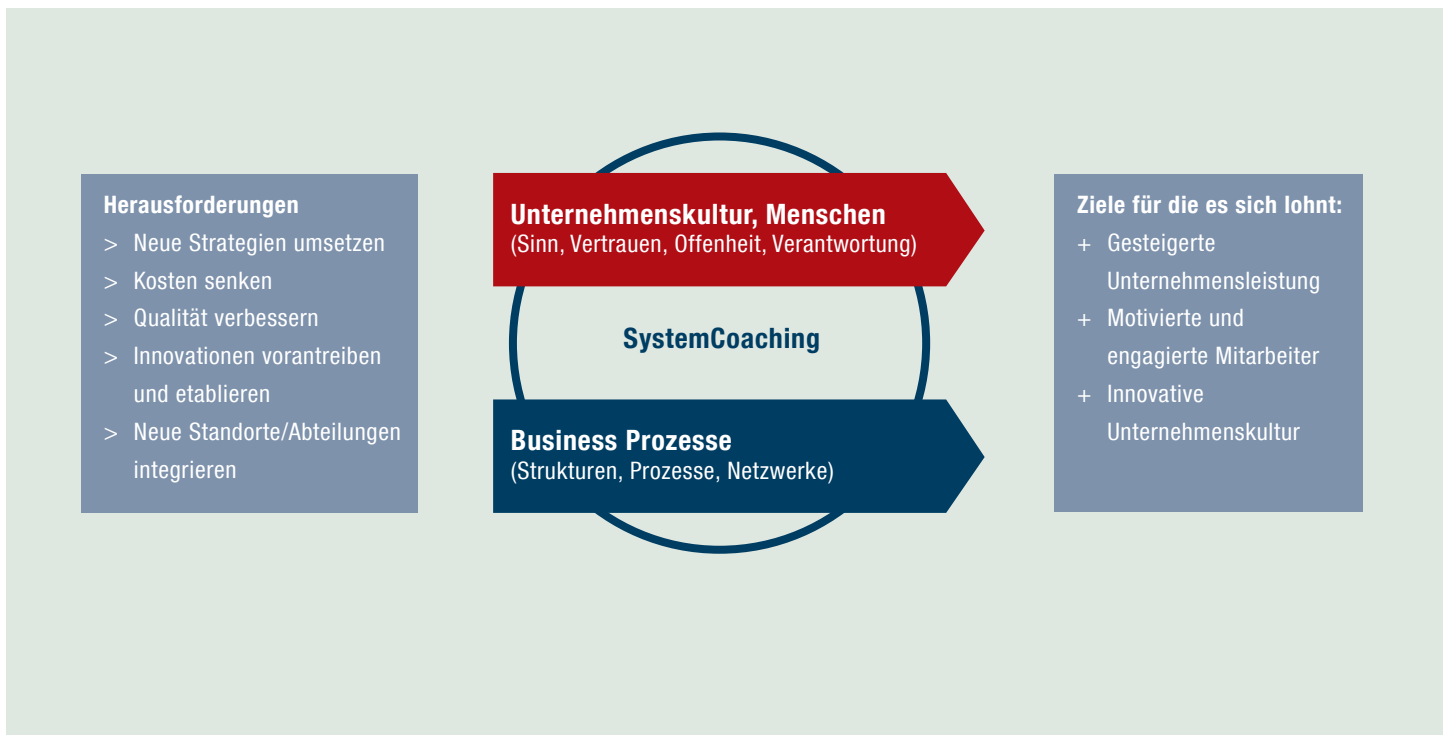 Herausforderungen
> Neue Strategien umsetzen
> Kosten senken
> Qualität verbessern
> Innovationen vorantreiben
und etablieren
> Neue Standorte/Abteilungen
integrieren
Unternehmenskultur, Menschen
(Sinn, Vertrauen, Offenheit, Verantwortung)
SystemCoaching
Business Prozesse
(Strukturen, Prozesse, Netzwerke)
Ziele für die es sich lohnt:
+ Gesteigerte
Unternehmensleistung
+ Motivierte und
engagierte Mitarbeiter
+ Innovative
Unternehmenskultur